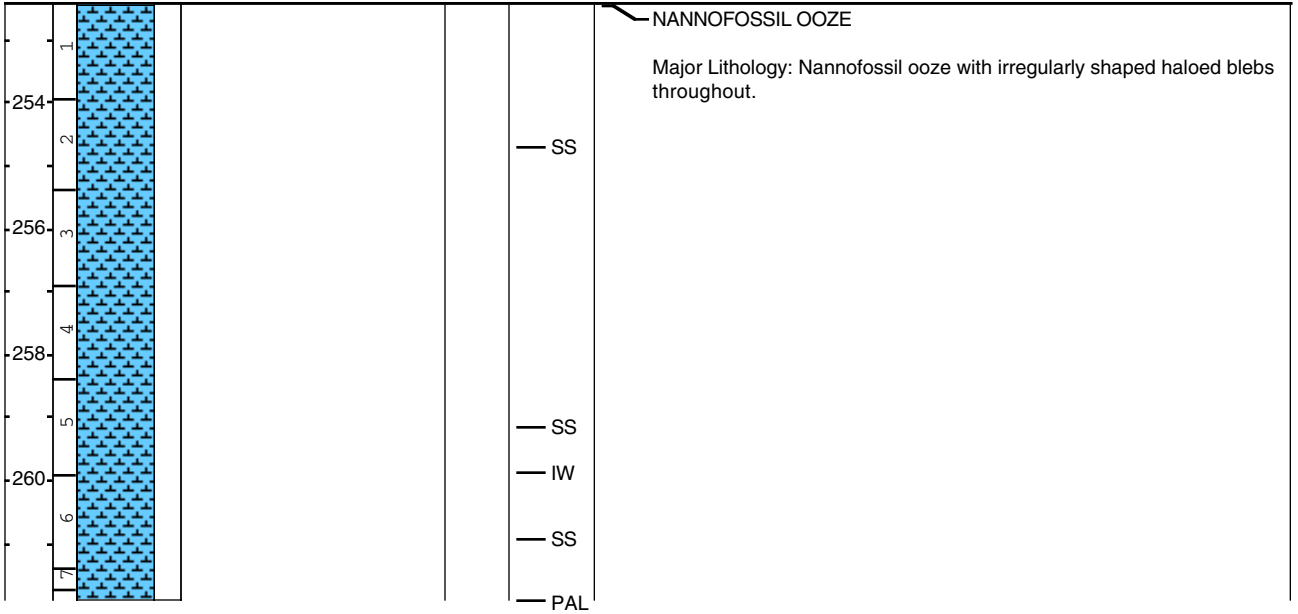 NANNOFOSSIL OOZE
Major Lithology: Nannofossil ooze with irregularly shaped haloed blebs
throughout.
1
254
2
SS
256
3
4
258
5
SS
IW
260
6
SS
7
PAL